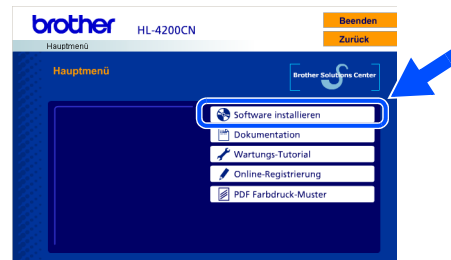 brother
HL-4200CN
Beenden
Zurück
Hauptmenü
Hauptmenü
Brother Solutions Center
Software installieren
Dokumentation
Wartungs-Tutorial
Online-Registrierung
PDF Farbdruck-Muster